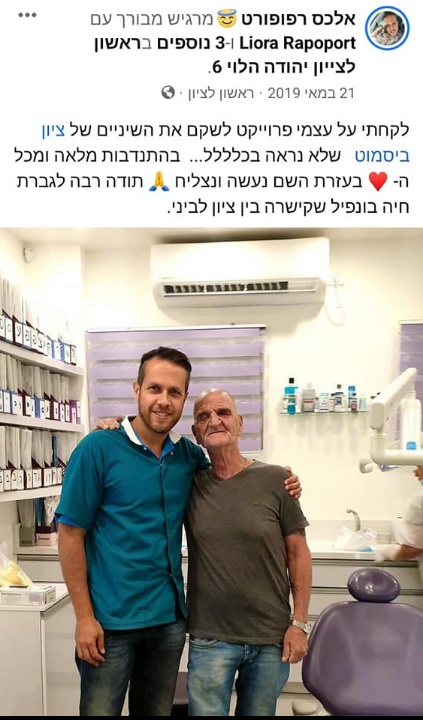 אלכס רפופורט 😇 מרגיש מבורך עם
Liora Rapoport ו-3 נוספים בראשון
לצייון יהודה הלוי 6.
21 במאי 2019 · ראשון לציון ·
לקחתי על עצמי פרוייקט לשקם את השיניים של ציון
ביסמוט שלא נראה בכלללל... בהתנדבות מלאה ומכל
ה- ❤️ בעזרת השם נעשה ונצליח 🙏 תודה רבה לגברת
חיה בונפיל שקישרה בין ציון לביני.